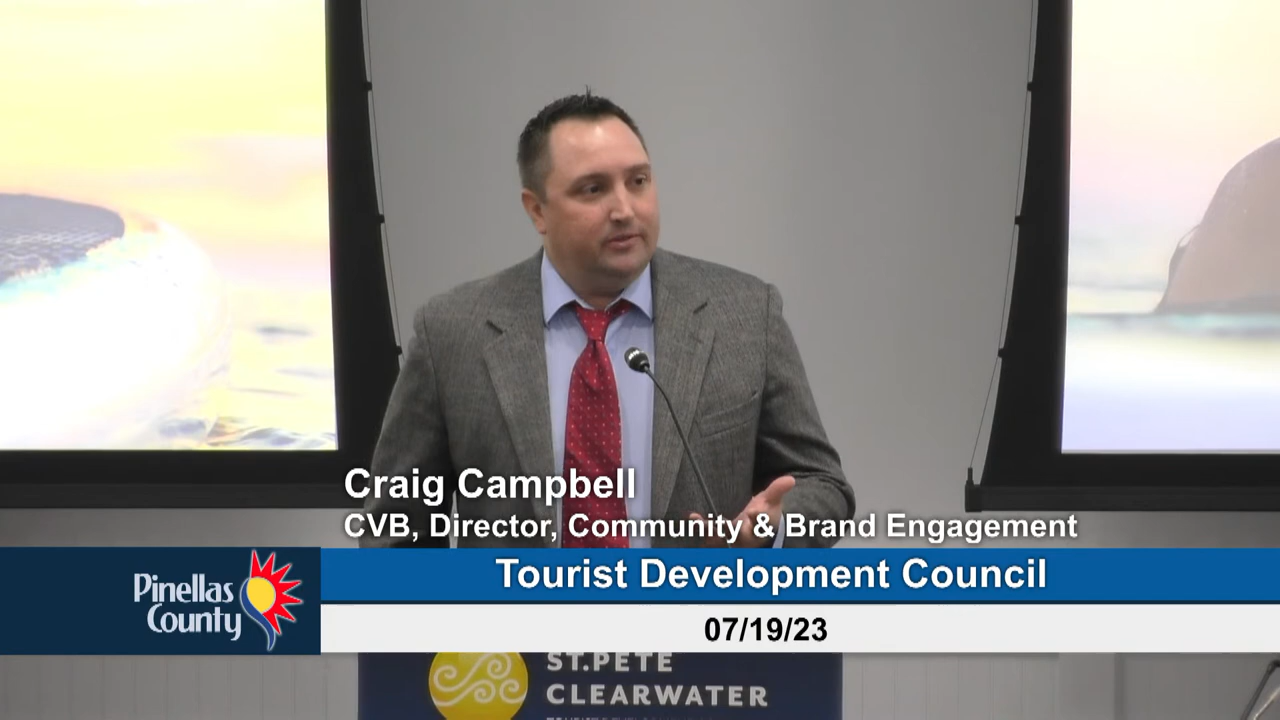 Craig Campbell
CVB, Director, Community & Brand Engagement
Tourist Development Council
Pinellas
County
07/19/23
ST.PETE
CLEARWATER